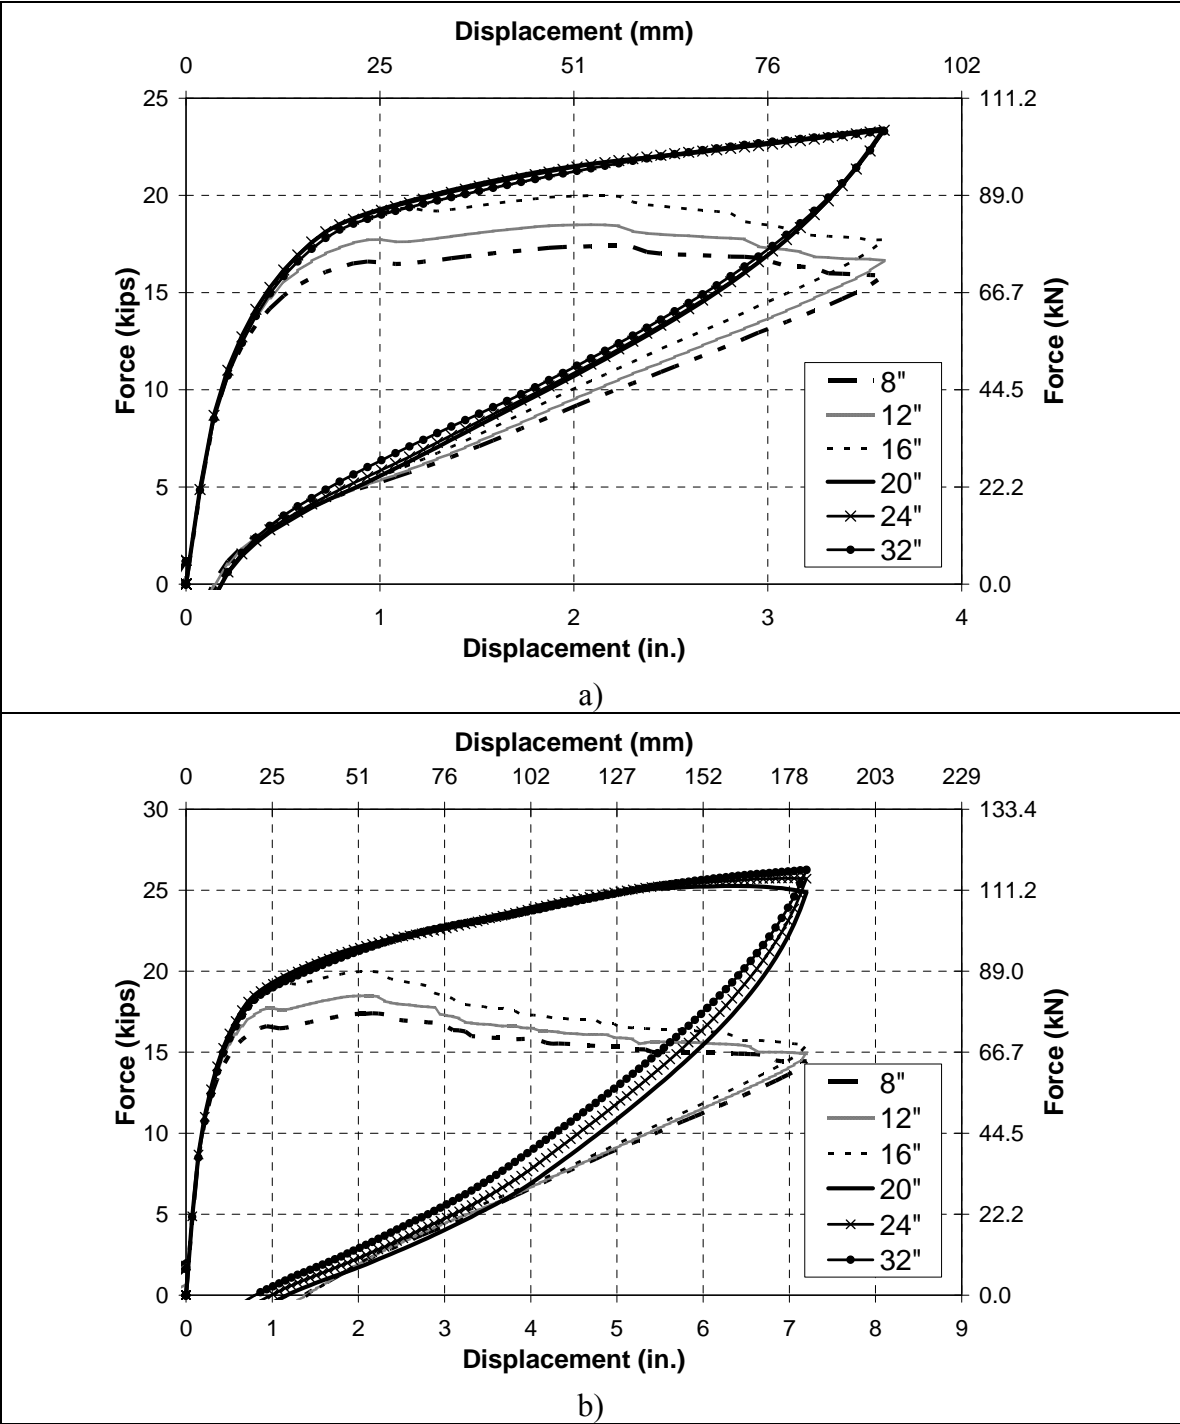 Displacement (mm)
0 25 51 76 102
25 111.2
20 89.0
15 66.7
10 44.5
5 22.2
0 0.0
Force (kips)
Force (kN)
8"
12"
16"
20"
24"
32"
0 1 2 3 4
Displacement (in.)
a)
Displacement (mm)
0 25 51 76 102 127 152 178 203 229
30 133.4
25 111.2
20 89.0
15 66.7
10 44.5
5 22.2
0 0.0
Force (kips)
Force (kN)
8"
12"
16"
20"
24"
32"
0 1 2 3 4 5 6 7 8 9
Displacement (in.)
b)